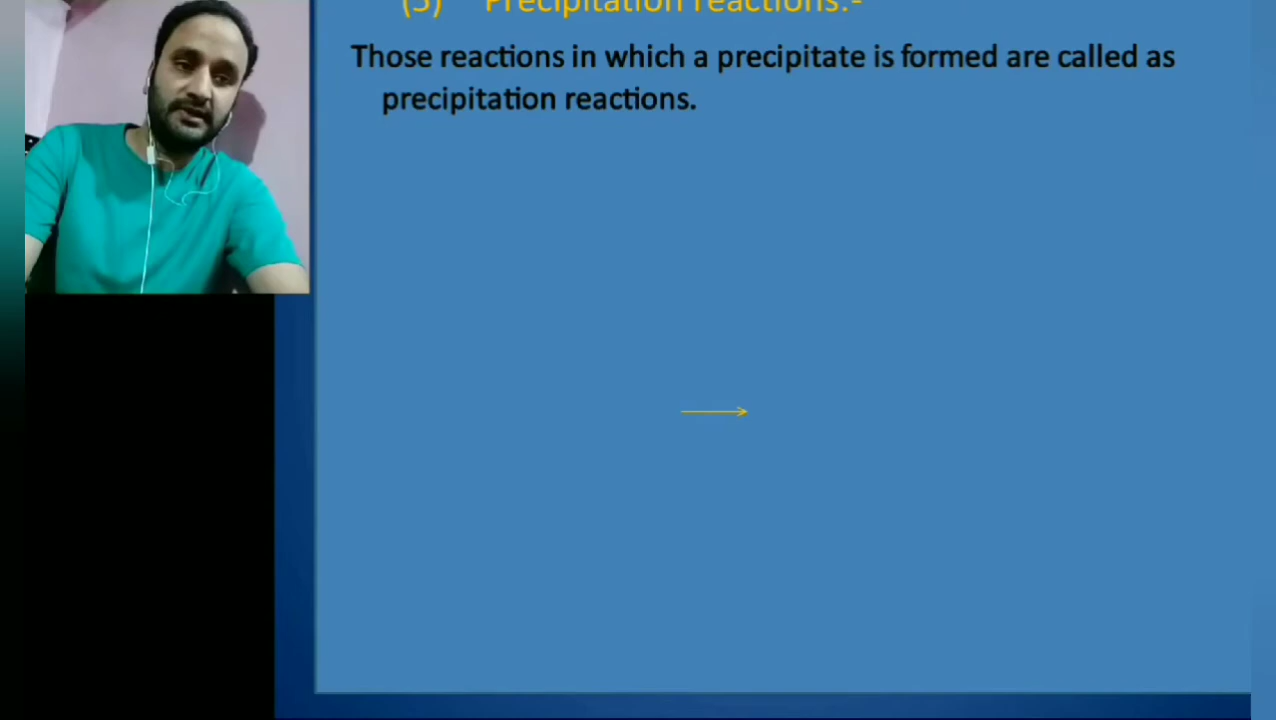 (5) Precipitation reactions:-
Those reactions in which a precipitate is formed are called as
precipitation reactions.